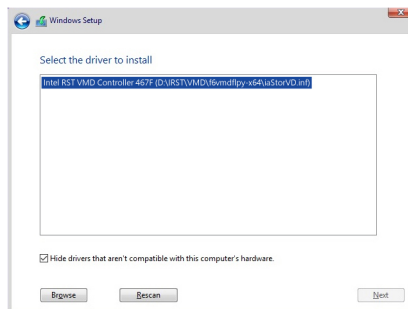 Windows Setup
Select the driver to install
Intel RST VMD Controller 467F (D:\IRST\VMD\f6vmdflpy-x64\iaStorVD.inf)
Hide drivers that aren't compatible with this computer's hardware.
Browse
Rescan
Next